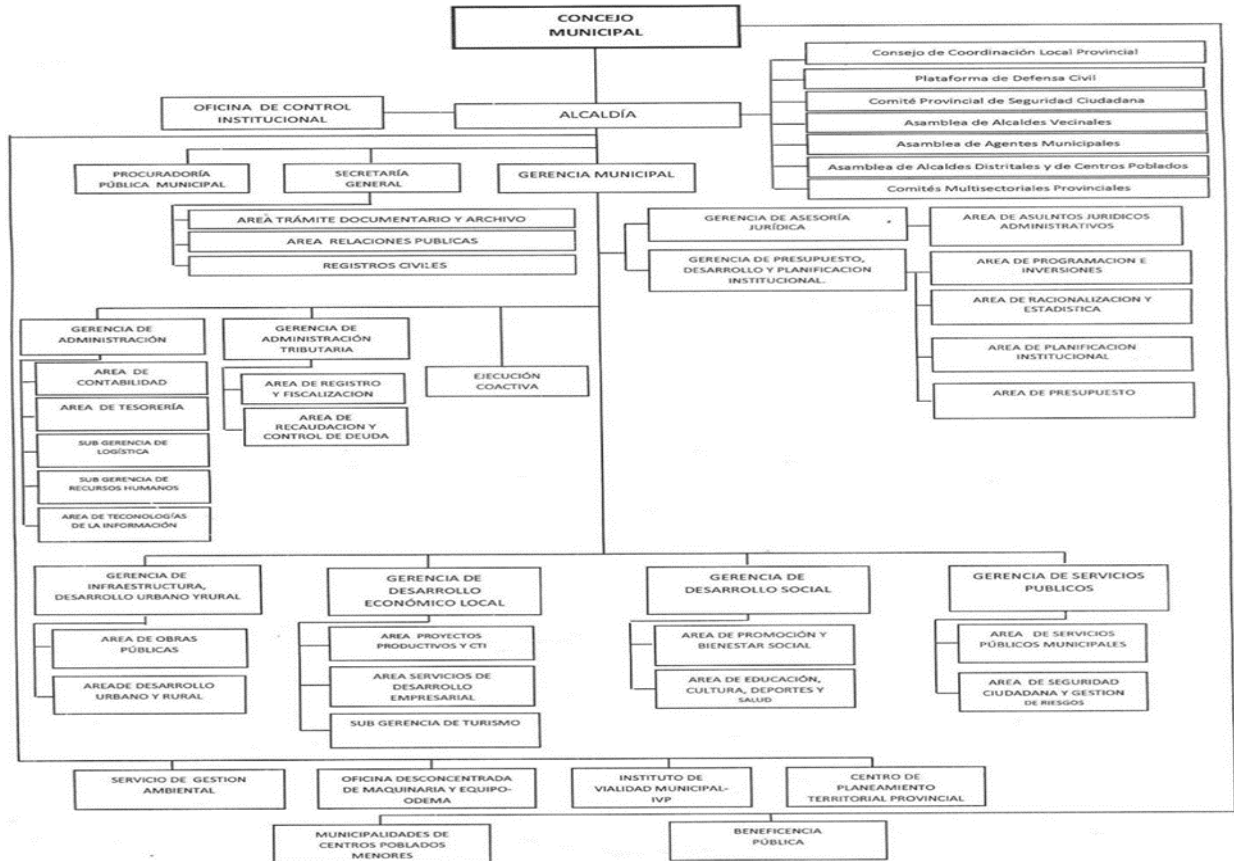 CONCEJO
MUNICIPAL
Consejo de Coordinación Local Provincial
Plataforma de Defensa Civil
Comité Provincial de Seguridad Ciudadana
Asamblea de Alcaldes Vecinales
Asamblea de Agentes Municipales
Asamblea de Alcaldes Distritales y de Centros Poblados
Comités Multisectoriales Provinciales
OFICINA DE CONTROL
INSTITUCIONAL
ALCALDÍA
PROCURADORÍA
PÚBLICA MUNICIPAL
SECRETARÍA
GENERAL
GERENCIA MUNICIPAL
AREA TRÁMITE DOCUMENTARIO Y ARCHIVO
AREA RELACIONES PUBLICAS
REGISTROS CIVILES
GERENCIA DE ASESORÍA
JURÍDICA
AREA DE ASULNTOS JURIDICOS
ADMINISTRATIVOS
GERENCIA DE PRESUPUESTO,
DESARROLLO Y PLANIFICACION
INSTITUCIONAL.
AREA DE PROGRAMACION E
INVERSIONES
AREA DE RACIONALIZACION Y
ESTADISTICA
AREA DE PLANIFICACION
INSTITUCIONAL
AREA DE PRESUPUESTO
GERENCIA DE
ADMINISTRACIÓN
AREA DE
CONTABILIDAD
AREA DE TESORERÍA
SUB GERENCIA DE
LOGÍSTICA
SUB GERENCIA DE
RECURSOS HUMANOS
AREA DE TECONOLOGÍAS
DE LA INFORMACIÓN
GERENCIA DE
ADMINISTRACIÓN
TRIBUTARIA
AREA DE REGISTRO
Y FISCALIZACION
AREA DE
RECAUDACION Y
CONTROL DE DEUDA
EJECUCIÓN
COACTIVA
GERENCIA DE
INFRAESTRUCTURA,
DESARROLLO URBANO YRURAL
AREA DE OBRAS
PÚBLICAS
AREADE DESARROLLO
URBANO Y RURAL
GERENCIA DE
DESARROLLO
ECONÓMICO LOCAL
AREA PROYECTOS
PRODUCTIVOS Y CTI
AREA SERVICIOS DE
DESARROLLO
EMPRESARIAL
SUB GERENCIA DE TURISMO
GERENCIA DE
DESARROLLO SOCIAL
AREA DE PROMOCIÓN Y
BIENESTAR SOCIAL
AREA DE EDUCACIÓN,
CULTURA, DEPORTES Y
SALUD
GERENCIA DE SERVICIOS
PUBLICOS
AREA DE SERVICIOS
PÚBLICOS MUNICIPALES
AREA DE SEGURIDAD
CIUDADANA Y GESTION
DE RIESGOS
SERVICIO DE GESTION
AMBIENTAL
OFICINA DESCONCENTRADA
DE MAQUINARIA Y EQUIPO-
ODEMA
INSTITUTO DE
VIALIDAD MUNICIPAL-
IVP
CENTRO DE
PLANEAMIENTO
TERRITORIAL PROVINCIAL
MUNICIPALIDADES DE
CENTROS POBLADOS
MENORES
BENEFICENCIA
PÚBLICA